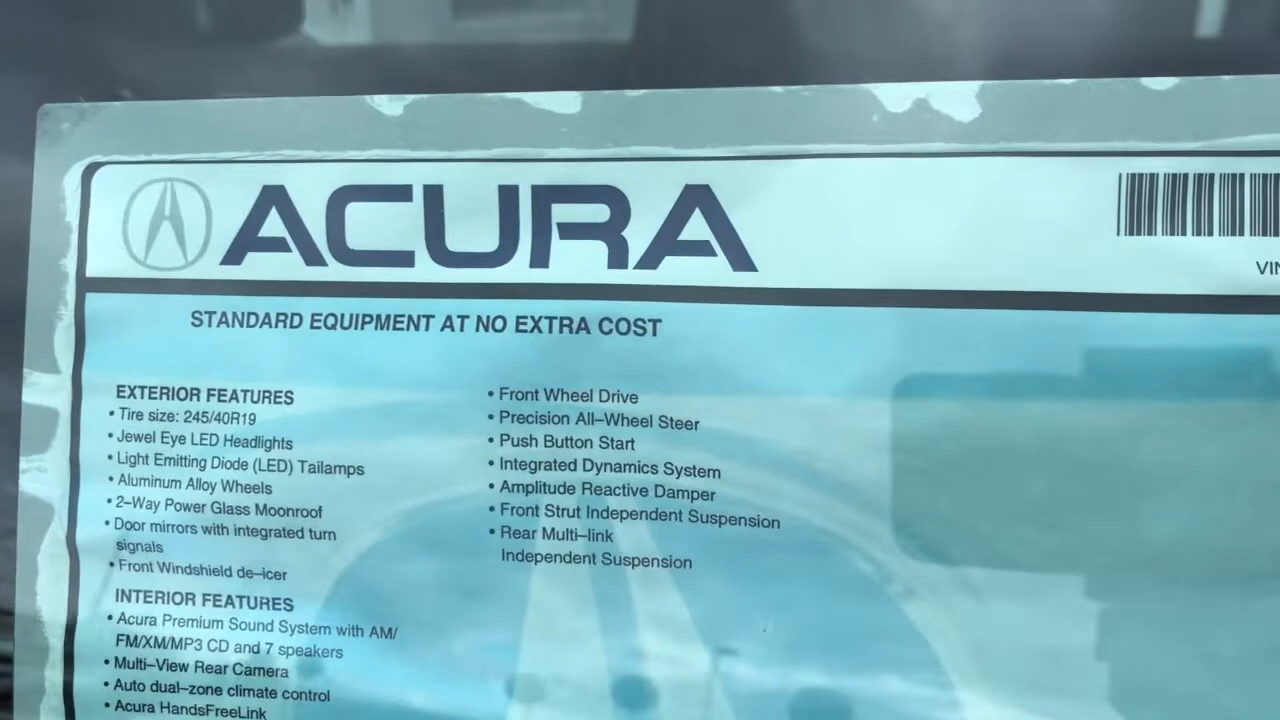 ACURA
VIN
STANDARD EQUIPMENT AT NO EXTRA COST
EXTERIOR FEATURES
• Tire size: 245/40R19
• Jewel Eye LED Headlights
• Light Emitting Diode (LED) Tailamps
• Aluminum Alloy Wheels
• 2–Way Power Glass Moonroof
• Door mirrors with integrated turn
signals
• Front Windshield de–icer
INTERIOR FEATURES
• Acura Premium Sound System with AM/
FM/XM/MP3 CD and 7 speakers
• Multi–View Rear Camera
• Auto dual–zone climate control
• Acura HandsFreeLink
• Front Wheel Drive
• Precision All–Wheel Steer
• Push Button Start
• Integrated Dynamics System
• Amplitude Reactive Damper
• Front Strut Independent Suspension
• Rear Multi–link
Independent Suspension